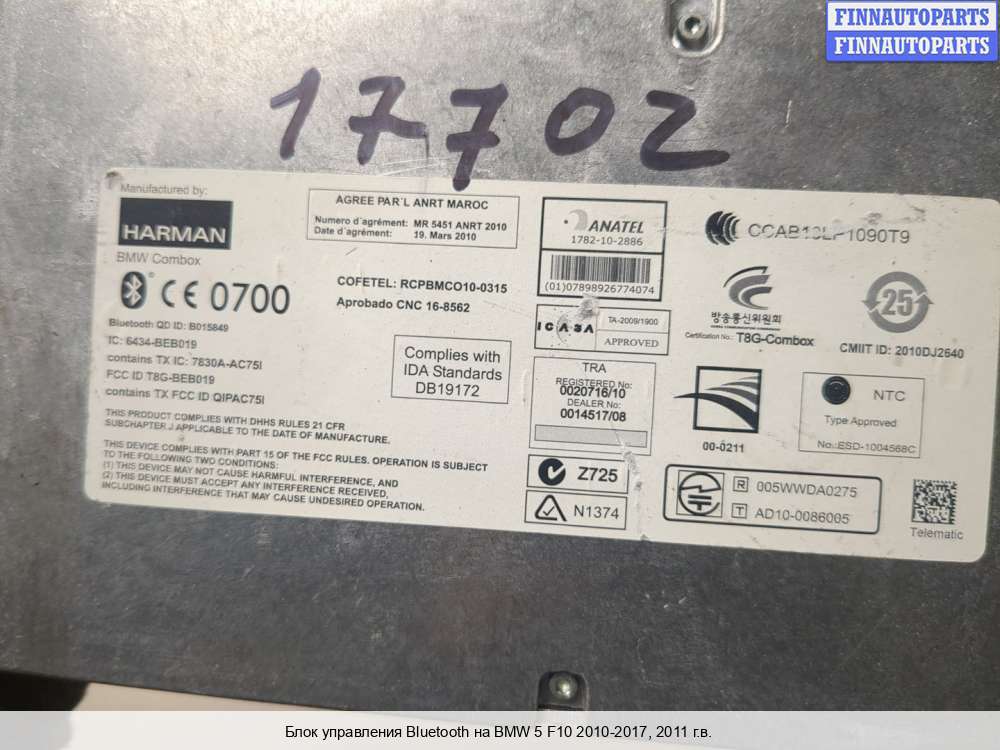 FINNAUTOPARTS
FINNAUTOPARTS
17702
Manufactured by:
HARMAN
BMW Combox
CE 0700
Bluetooth QD ID: B015849
IC: 6434-BEB019
contains TX IC: 7830A-AC75I
FCC ID T8G-BEB019
contains TX FCC ID QIPAC75I
THIS PRODUCT COMPLIES WITH DHHS RULES 21 CFR
SUBCHAPTER J APPLICABLE TO THE DATE OF MANUFACTURE.
THIS DEVICE COMPLIES WITH PART 15 OF THE FCC RULES. OPERATION IS SUBJECT
TO THE FOLLOWING TWO CONDITIONS:
(1) THIS DEVICE MAY NOT CAUSE HARMFUL INTERFERENCE, AND
(2) THIS DEVICE MUST ACCEPT ANY INTERFERENCE RECEIVED,
INCLUDING INTERFERENCE THAT MAY CAUSE UNDESIRED OPERATION.
AGREE PAR'L ANRT MAROC
Numero d'agrément: MR 5451 ANRT 2010
Date d'agrément: 19. Mars 2010
COFETEL: RCPBMCO10-0315
Aprobado CNC 16-8562
Complies with
IDA Standards
DB19172
ANATEL
1782-10-2886
(01)07898926774074
ICASA
TA-2009/1900
APPROVED
TRA
REGISTERED No:
0020716/10
DEALER No:
0014517/08
Z725
N1374
CCAB10LP1090T9
방송통신위원회
Certification No.: T8G-Combox
25
CMIIT ID: 2010DJ2640
00-0211
NTC
Type Approved
No.: ESD-1004568C
R 005WWDA0275
T AD10-0086005
Telematic
Блок управления Bluetooth на BMW 5 F10 2010-2017, 2011 г.в.